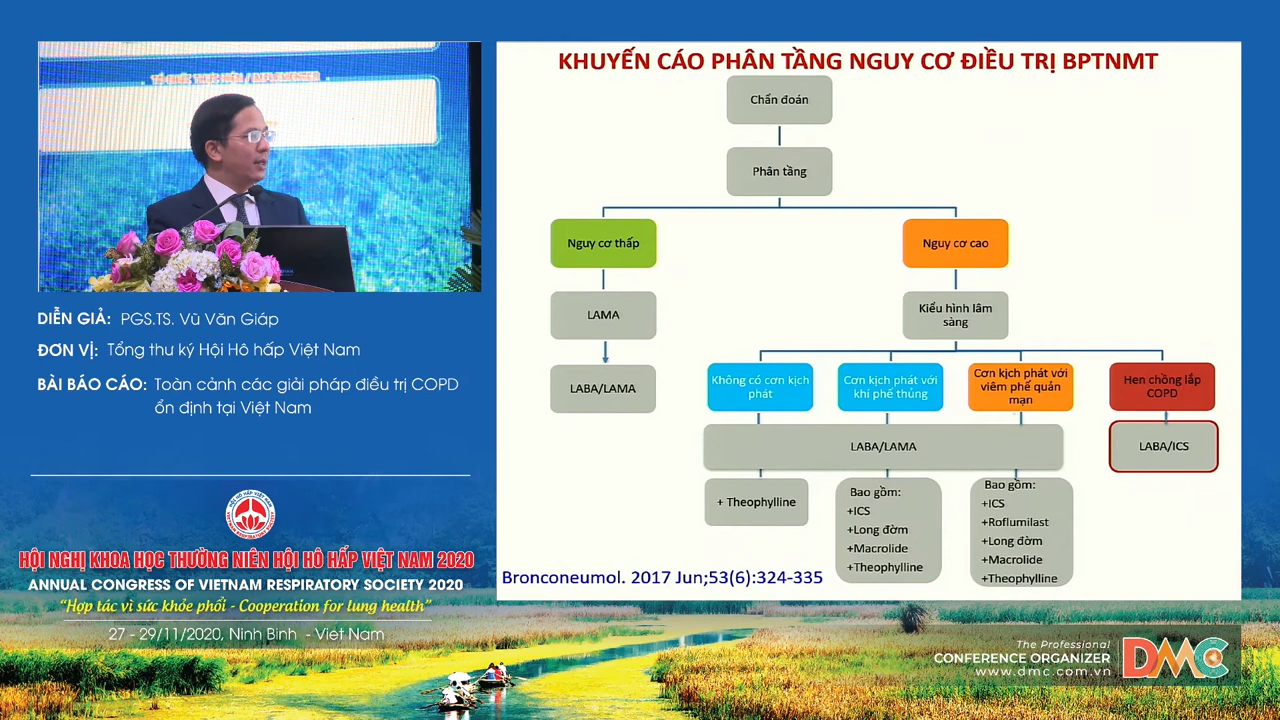 TỔ CHỨC THỰC HIỆN / IMPLEMENTER
DIỄN GIẢ: PGS.TS. Vũ Văn Giáp
ĐƠN VỊ: Tổng thư ký Hội Hô hấp Việt Nam
BÀI BÁO CÁO: Toàn cảnh các giải pháp điều trị COPD
ổn định tại Việt Nam
HỘI NGHỊ KHOA HỌC THƯỜNG NIÊN HỘI HÔ HẤP VIỆT NAM 2020
ANNUAL CONGRESS OF VIETNAM RESPIRATORY SOCIETY 2020
“Hợp tác vì sức khỏe phổi - Cooperation for lung health”
27 - 29/11/2020, Ninh Bình - Việt Nam
KHUYẾN CÁO PHÂN TẦNG NGUY CƠ ĐIỀU TRỊ BPTNMT
Chẩn đoán
Phân tầng
Nguy cơ thấp
Nguy cơ cao
LAMA
Kiểu hình lâm
sàng
LABA/LAMA
Không có cơn kịch
phát
Cơn kịch phát với
khí phế thũng
Cơn kịch phát với
viêm phế quản
mạn
Hen chồng lắp
COPD
LABA/LAMA
LABA/ICS
+ Theophylline
Bao gồm:
+ICS
+Long đờm
+Macrolide
+Theophylline
Bao gồm:
+ICS
+Roflumilast
+Long đờm
+Macrolide
+Theophylline
Bronconeumol. 2017 Jun;53(6):324-335
The Professional
CONFERENCE ORGANIZER
www.dmc.com.vn
DMC